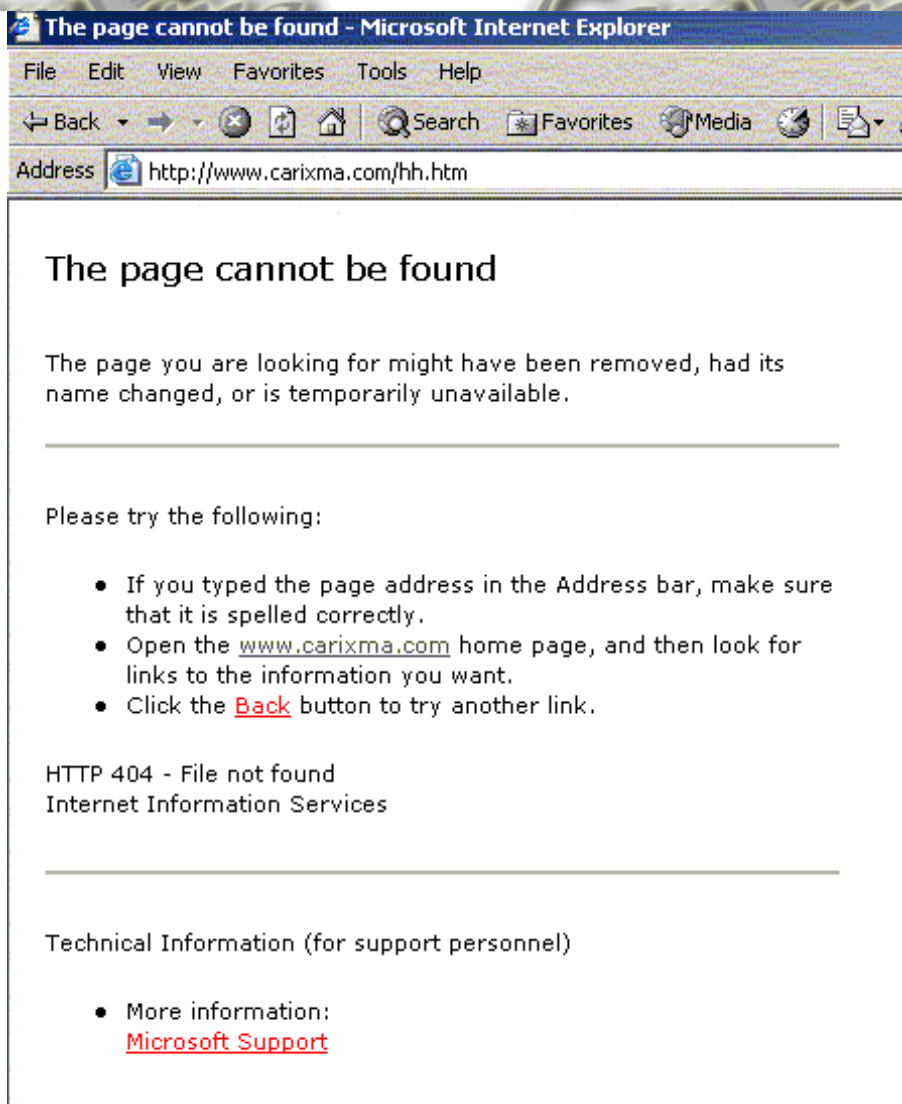 The page cannot be found - Microsoft Internet Explorer
File Edit View Favorites Tools Help
Back Search Favorites Media
Address http://www.carixma.com/hh.htm
The page cannot be found
The page you are looking for might have been removed, had its
name changed, or is temporarily unavailable.
Please try the following:
● If you typed the page address in the Address bar, make sure
that it is spelled correctly.
● Open the www.carixma.com home page, and then look for
links to the information you want.
● Click the Back button to try another link.
HTTP 404 - File not found
Internet Information Services
Technical Information (for support personnel)
● More information:
Microsoft Support